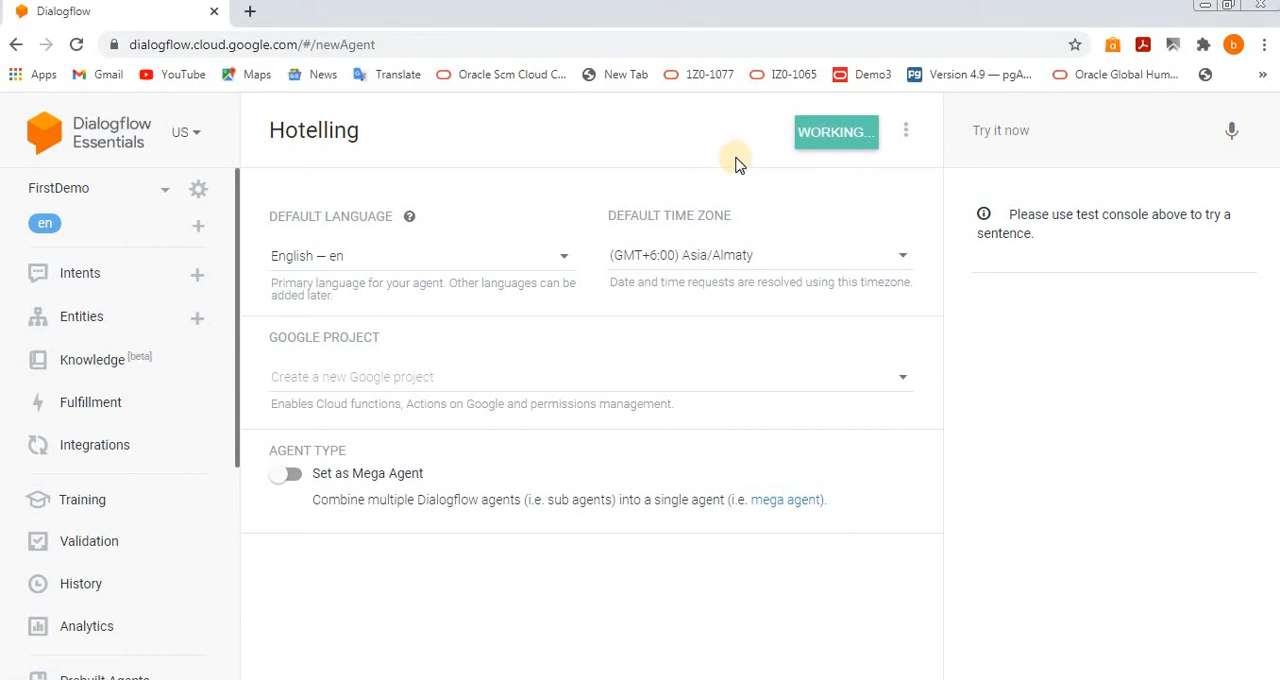 Dialogflow
dialogflow.cloud.google.com/#/newAgent
b
Apps
Gmail
YouTube
Maps
News
Translate
Oracle Scm Cloud C...
New Tab
1Z0-1077
IZ0-1065
Demo3
Pg
Version 4.9 — pgA...
Oracle Global Hum...
»
Dialogflow
Essentials
US
Hotelling
WORKING...
Try it now
FirstDemo
en
DEFAULT LANGUAGE
DEFAULT TIME ZONE
Please use test console above to try a
sentence.
English — en
(GMT+6:00) Asia/Almaty
Primary language for your agent. Other languages can be
added later.
Date and time requests are resolved using this timezone.
Intents
Entities
Knowledge [beta]
Fulfillment
Integrations
Training
Validation
History
Analytics
Prebuilt Agents
GOOGLE PROJECT
Create a new Google project
Enables Cloud functions, Actions on Google and permissions management.
AGENT TYPE
Set as Mega Agent
Combine multiple Dialogflow agents (i.e. sub agents) into a single agent (i.e. mega agent).